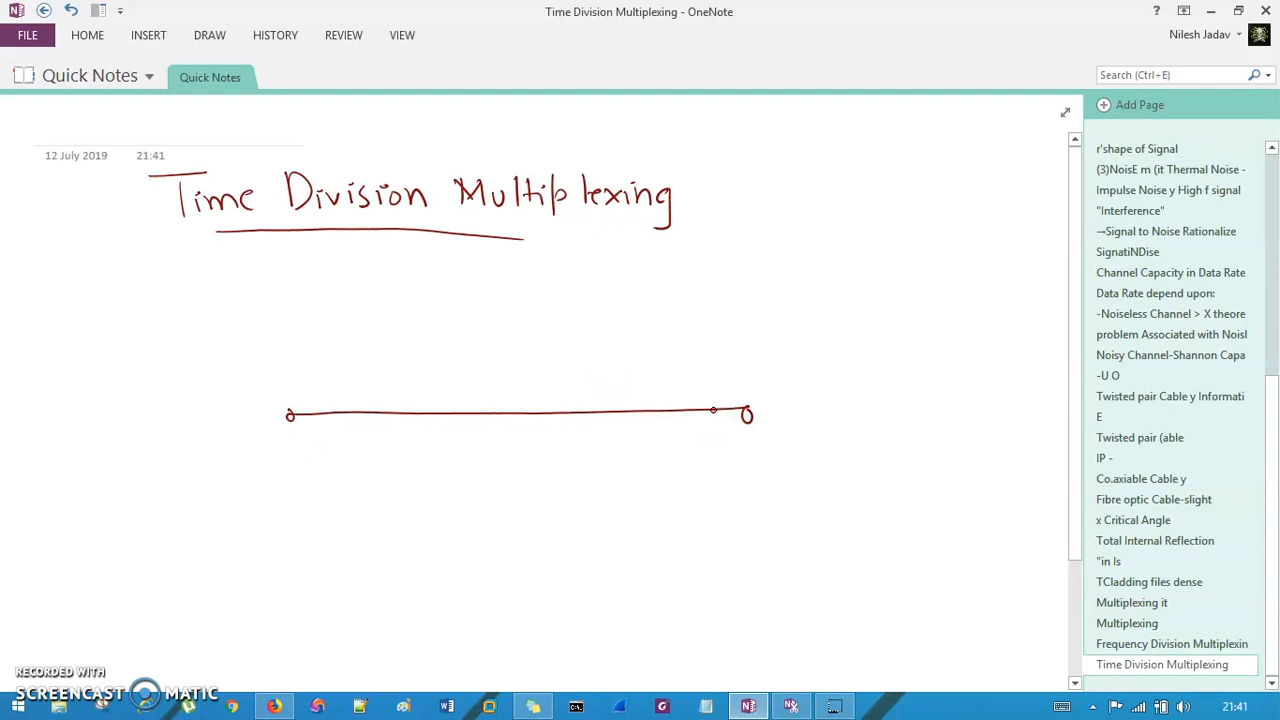 Time Division Multiplexing - OneNote
?
FILE HOME INSERT DRAW HISTORY REVIEW VIEW
Nilesh Jadav
Quick Notes
Quick Notes
Search (Ctrl+E)
Add Page
12 July 2019 21:41
Time Division Multiplexing
r'shape of Signal
(3)NoisE m (it Thermal Noise -
Impulse Noise y High f signal
"Interference"
→Signal to Noise Rationalize
SignatiNDise
Channel Capacity in Data Rate
Data Rate depend upon:
-Noiseless Channel > X theore
problem Associated with Noisl
Noisy Channel-Shannon Capa
-U O
Twisted pair Cable y Informati
E
Twisted pair (able
IP -
Co.axiable Cable y
Fibre optic Cable-slight
x Critical Angle
Total Internal Reflection
"in ls
TCladding files dense
Multiplexing it
Multiplexing
Frequency Division Multiplexin
Time Division Multiplexing
RECORDED WITH
SCREENCAST MATIC
21:41